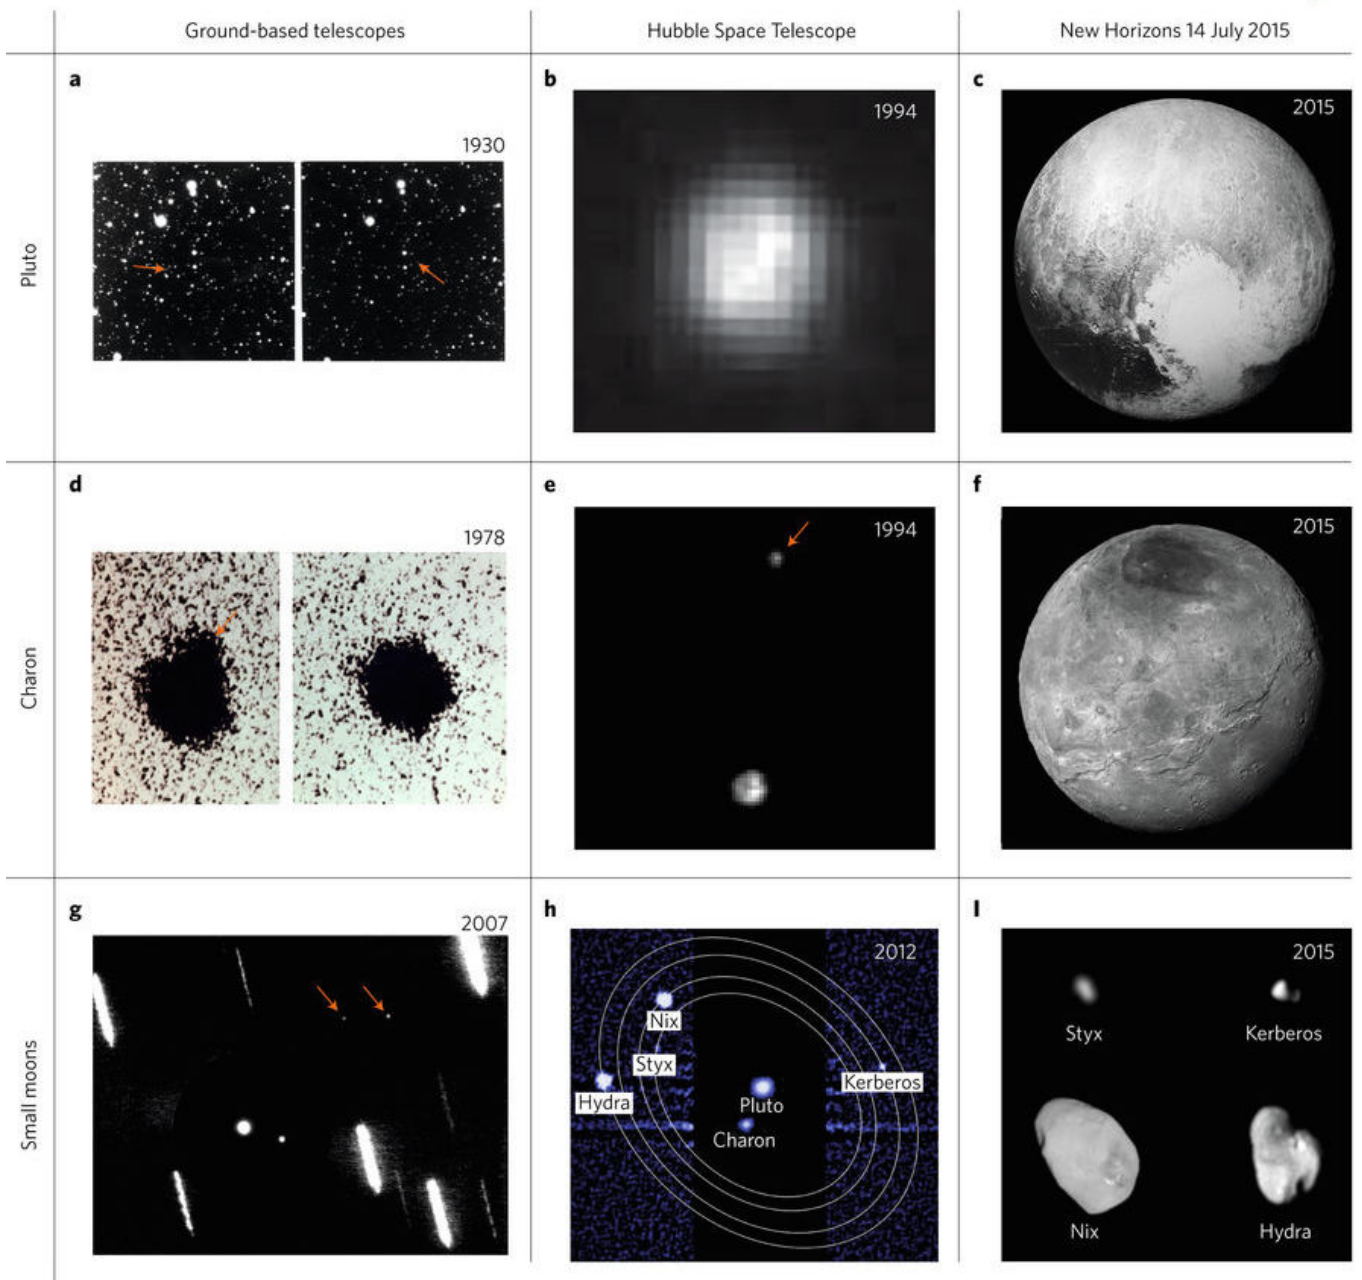 Ground-based telescopes
Hubble Space Telescope
New Horizons 14 July 2015
Pluto
a
1930
b
1994
c
2015
Charon
d
1978
e
1994
f
2015
Small moons
g
2007
h
2012
Nix
Styx
Hydra
Kerberos
Pluto
Charon
I
2015
Styx
Kerberos
Nix
Hydra